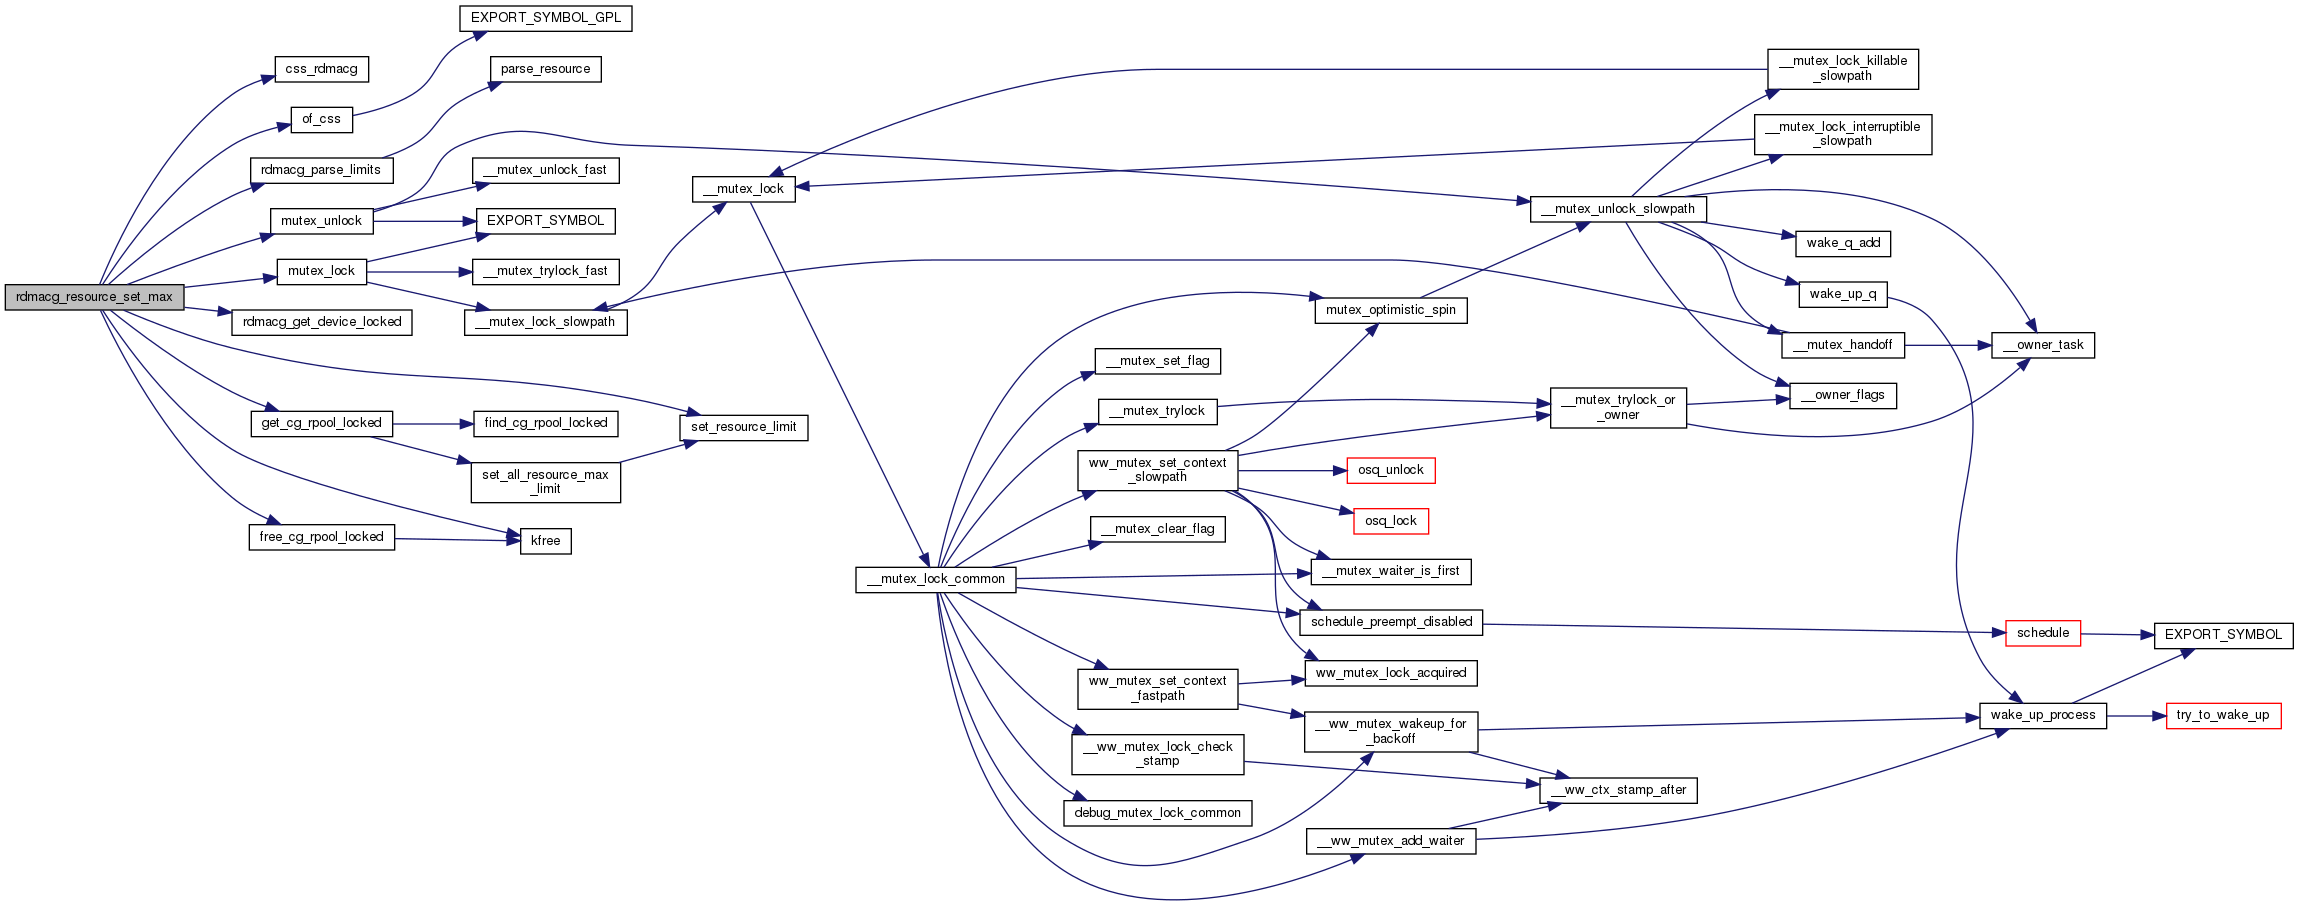 EXPORT_SYMBOL_GPL
css_rdmacg
parse_resource
__mutex_lock_killable
_slowpath
of_css
__mutex_lock_interruptible
_slowpath
rdmacg_parse_limits
__mutex_unlock_fast
__mutex_lock
__mutex_unlock_slowpath
mutex_unlock
EXPORT_SYMBOL
wake_q_add
mutex_lock
__mutex_trylock_fast
rdmacg_resource_set_max
wake_up_q
rdmacg_get_device_locked
__mutex_lock_slowpath
mutex_optimistic_spin
__mutex_handoff
__owner_task
__mutex_set_flag
__owner_flags
get_cg_rpool_locked
find_cg_rpool_locked
set_resource_limit
__mutex_trylock
__mutex_trylock_or
_owner
set_all_resource_max
_limit
ww_mutex_set_context
_slowpath
osq_unlock
osq_lock
free_cg_rpool_locked
kfree
__mutex_clear_flag
__mutex_lock_common
__mutex_waiter_is_first
schedule_preempt_disabled
schedule
EXPORT_SYMBOL
ww_mutex_set_context
_fastpath
ww_mutex_lock_acquired
__ww_mutex_wakeup_for
_backoff
wake_up_process
try_to_wake_up
__ww_mutex_lock_check
_stamp
__ww_ctx_stamp_after
debug_mutex_lock_common
__ww_mutex_add_waiter